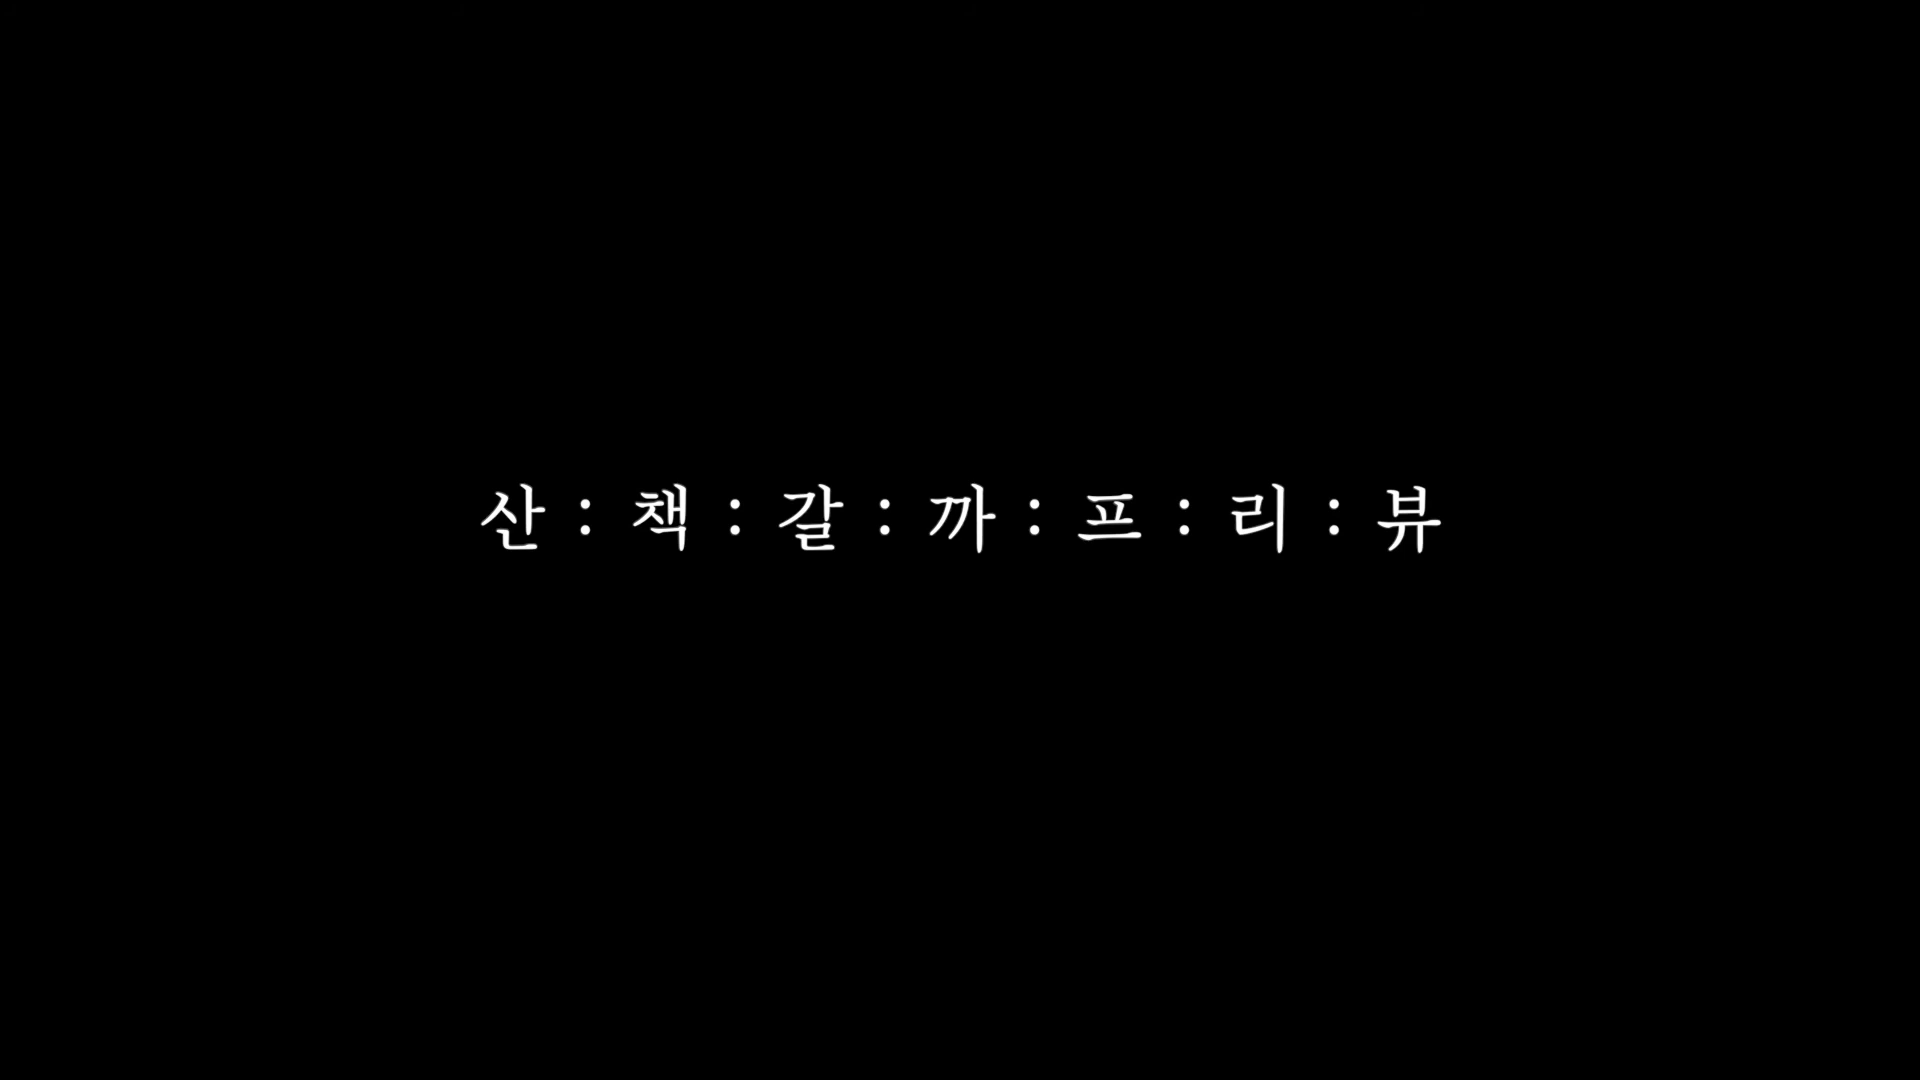 산 : 책 : 갈 : 까 : 프 : 리 : 뷰